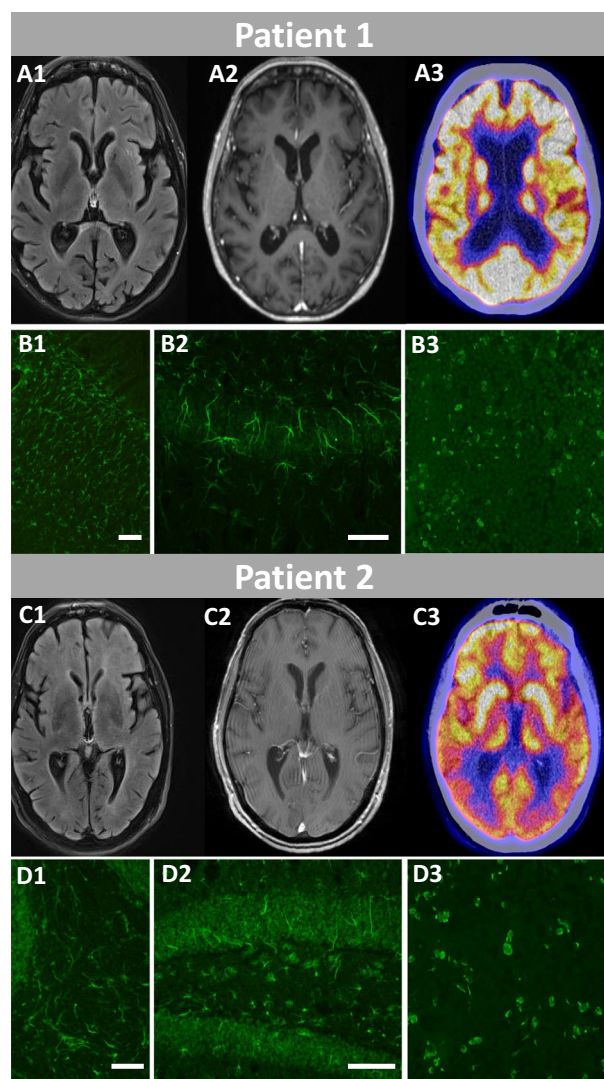 Patient 1
A1 A2 A3
B1 B2 B3
Patient 2
C1 C2 C3
D1 D2 D3